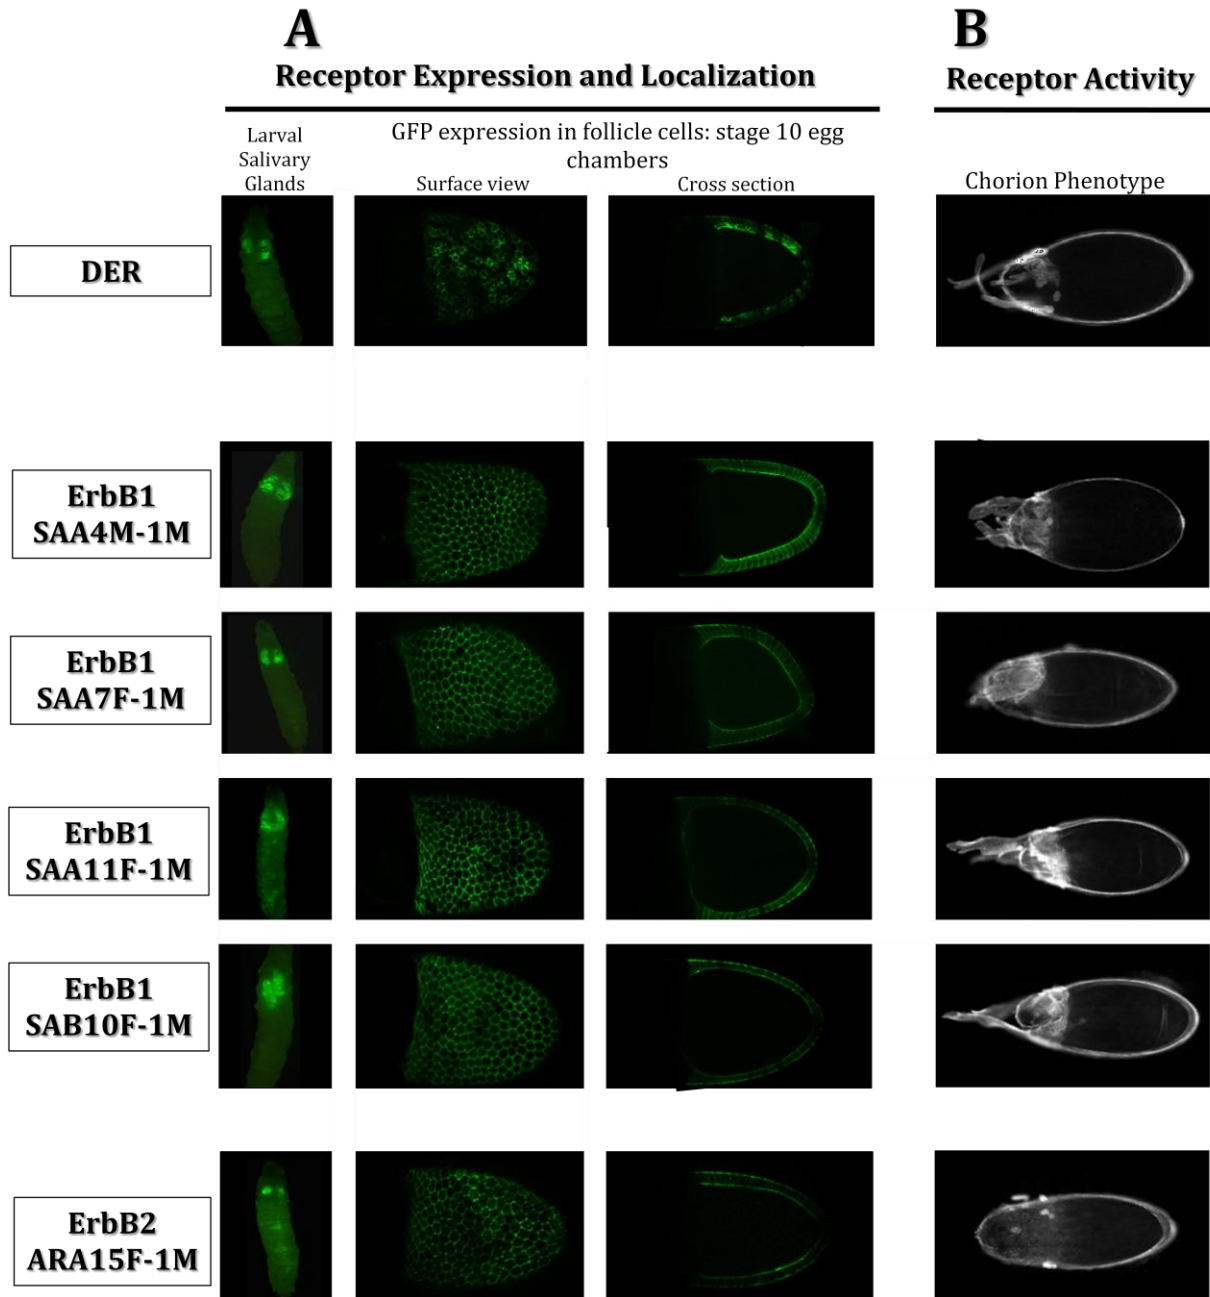 A
B
Receptor Expression and Localization
Receptor Activity
Larval
Salivary
Glands
GFP expression in follicle cells: stage 10 egg
chambers
Surface view
Cross section
Chorion Phenotype
DER
ErbB1
SAA4M-1M
ErbB1
SAA7F-1M
ErbB1
SAA11F-1M
ErbB1
SAB10F-1M
ErbB2
ARA15F-1M